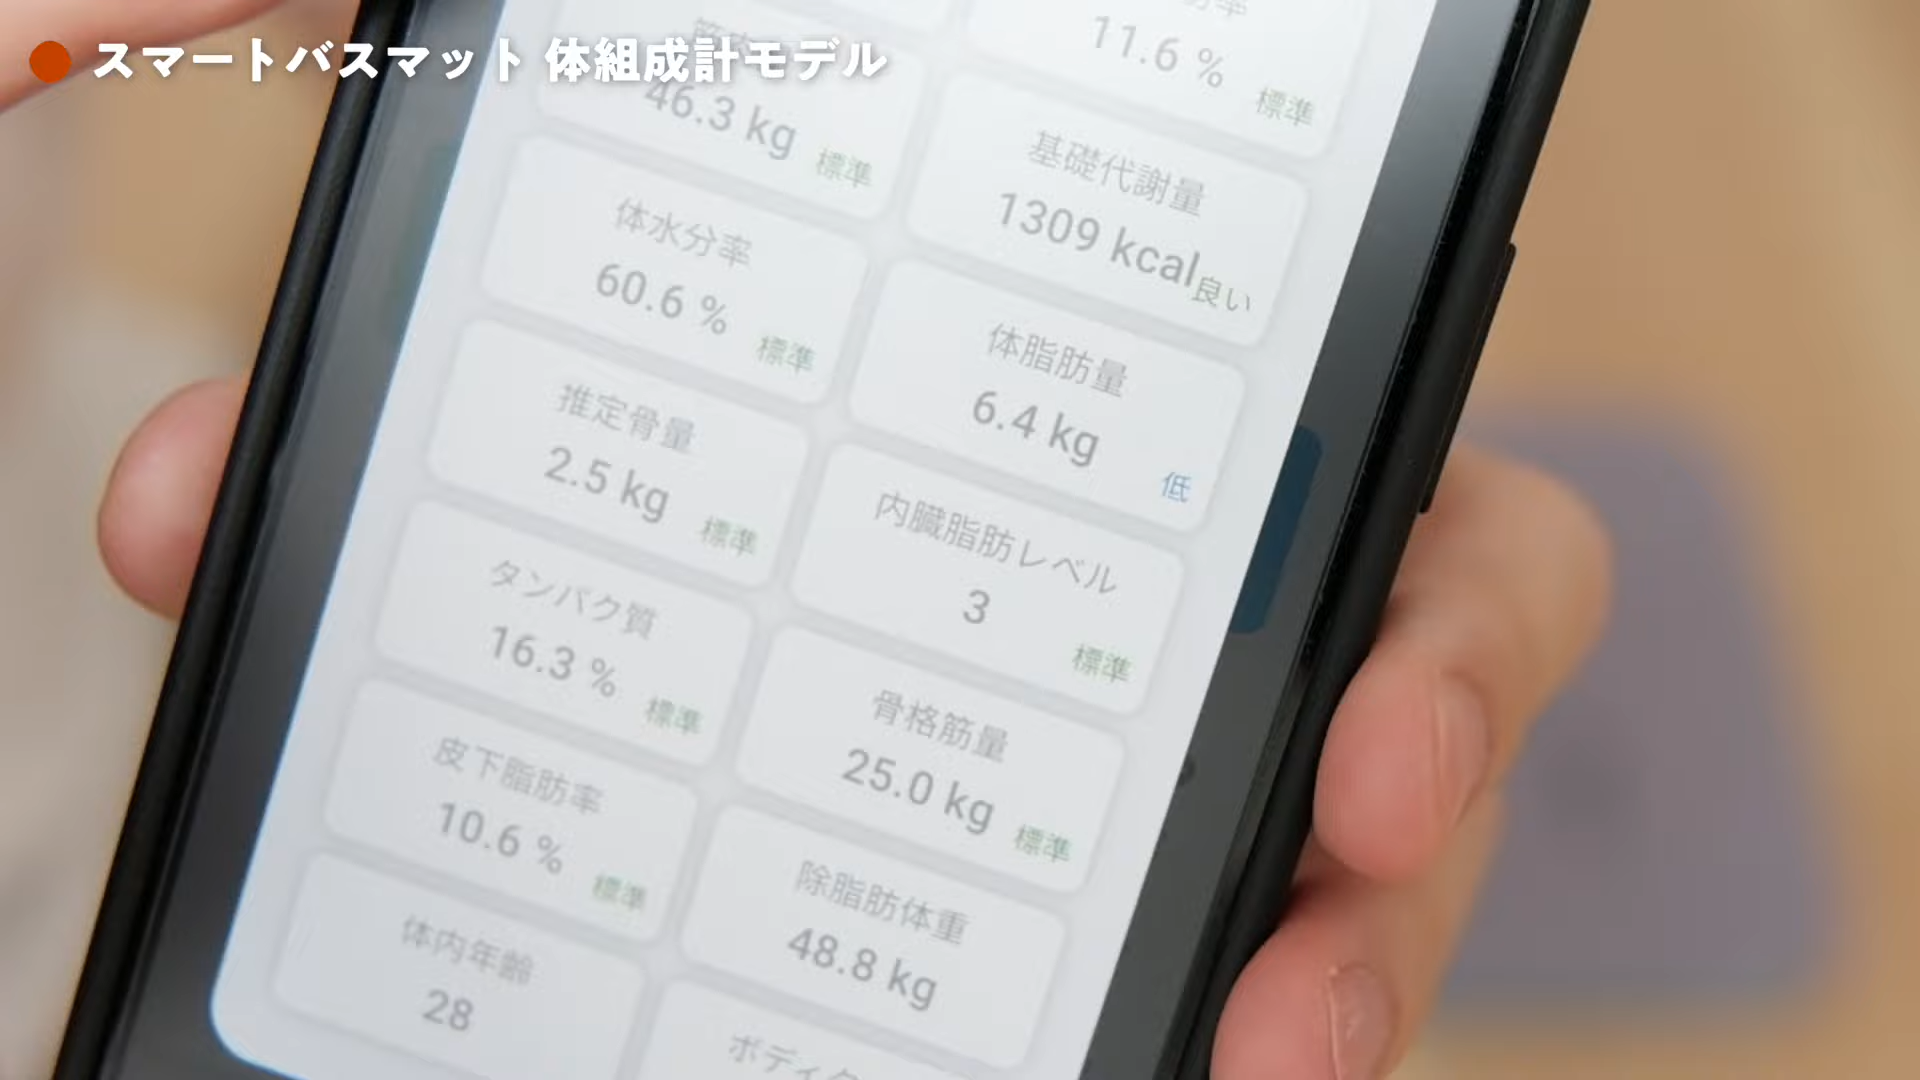 スマートバスマット 体組成計モデル
11.6 %
標準
46.3 kg
標準
基礎代謝量
1309 kcal
良い
体水分率
60.6 %
標準
体脂肪量
6.4 kg
低
推定骨量
2.5 kg
標準
内臓脂肪レベル
3
標準
タンパク質
16.3 %
標準
骨格筋量
25.0 kg
標準
皮下脂肪率
10.6 %
標準
除脂肪体重
48.8 kg
体内年齢
28
ボディ